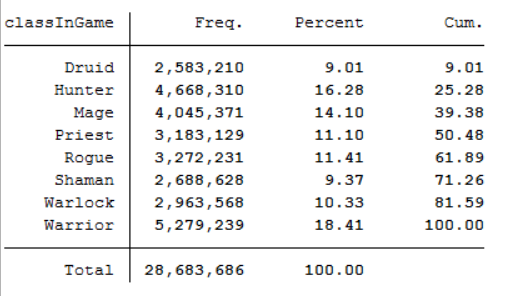 classInGame Freq. Percent Cum.
Druid 2,583,210 9.01 9.01
Hunter 4,668,310 16.28 25.28
Mage 4,045,371 14.10 39.38
Priest 3,183,129 11.10 50.48
Rogue 3,272,231 11.41 61.89
Shaman 2,688,628 9.37 71.26
Warlock 2,963,568 10.33 81.59
Warrior 5,279,239 18.41 100.00
Total 28,683,686 100.00